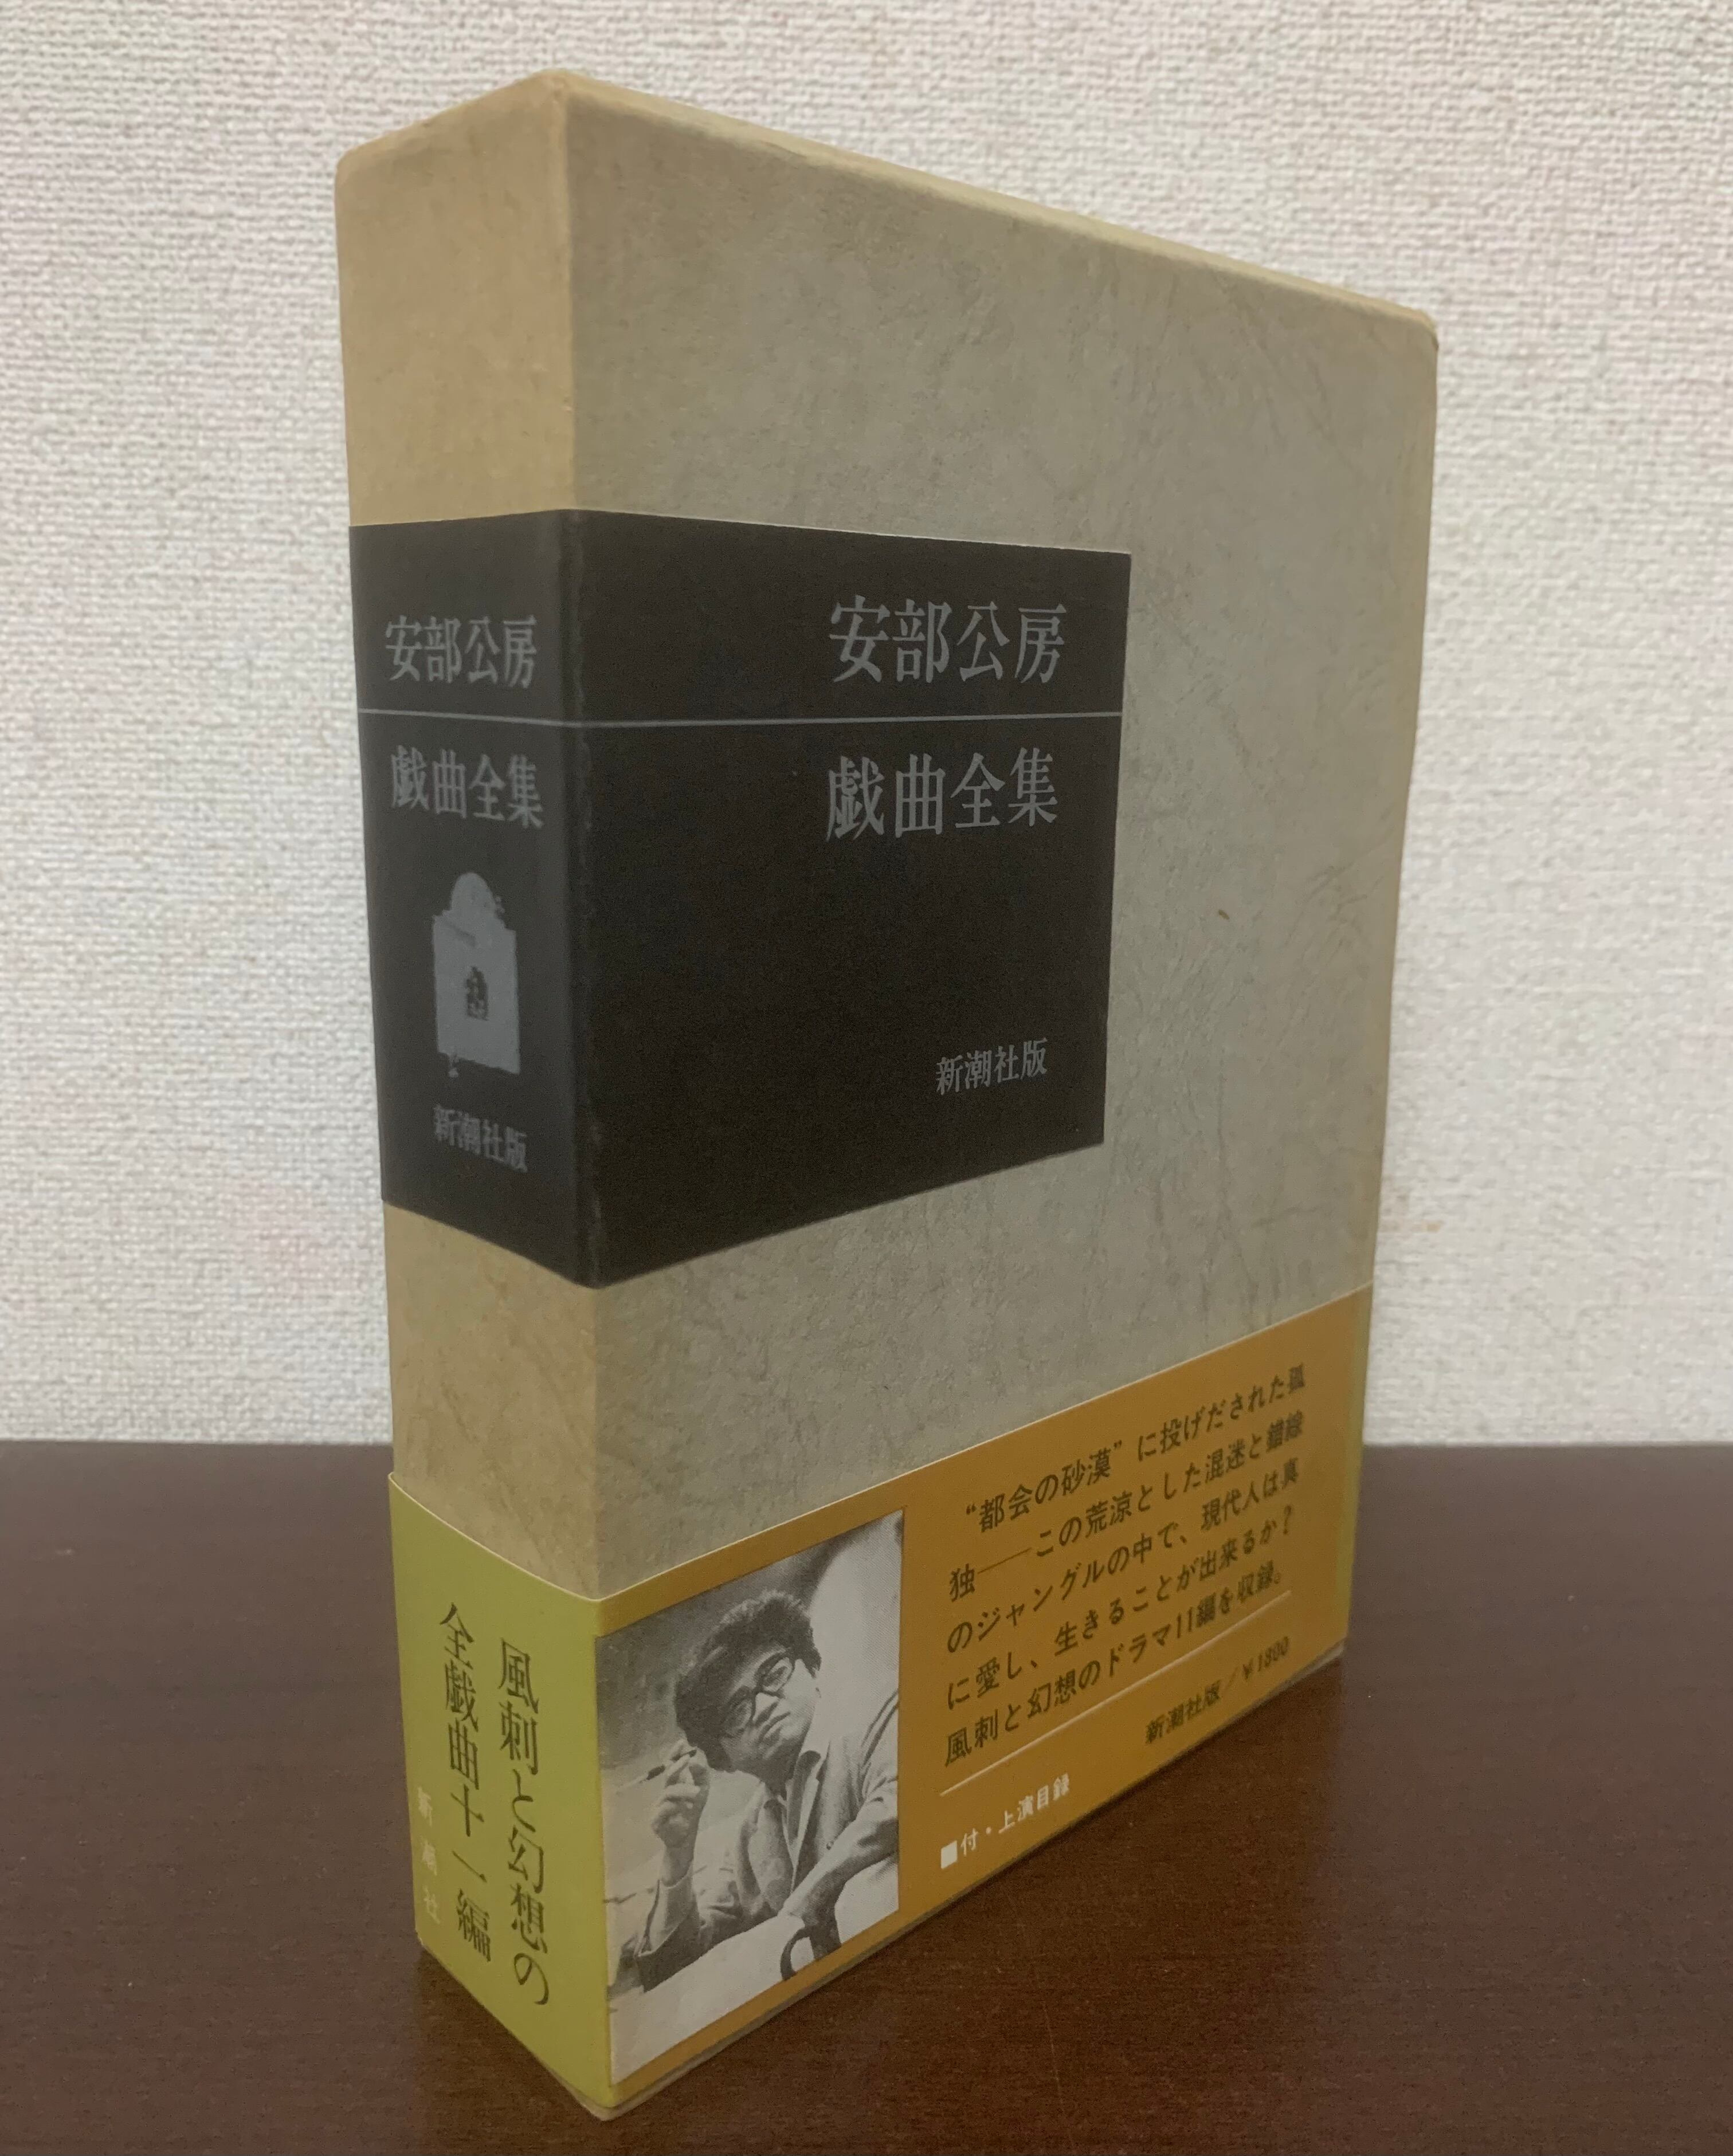 安部公房
戯曲全集
新潮社版
安部公房
戯曲全集
新潮社版
風刺と幻想の
全戯曲十一編
新潮社
“都会の砂漠”に投げだされた孤
独――この荒涼とした混迷と錯綜
のジャングルの中で、現代人は真
に愛し、生きることが出来るか?
風刺と幻想のドラマ11編を収録。
新潮社版/¥1300
■付・上演目録